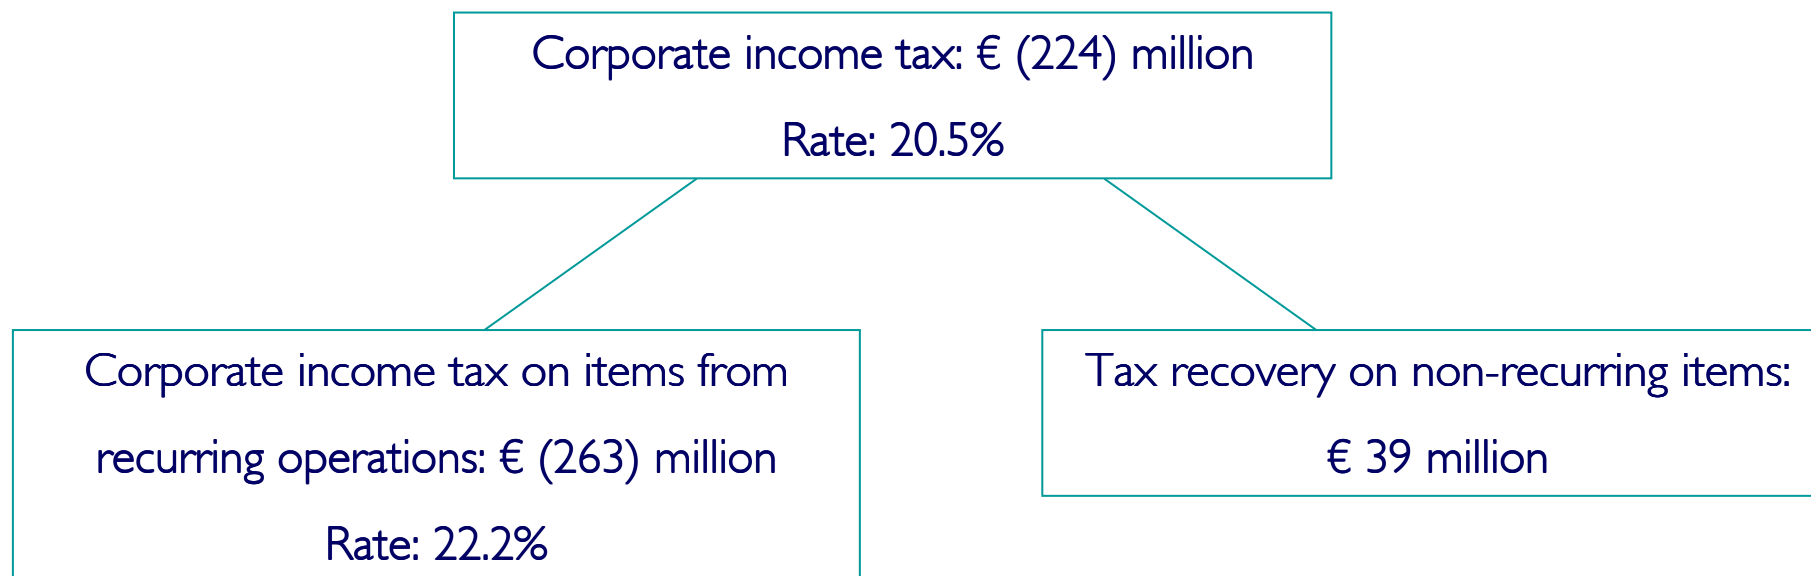 Corporate income tax: € (224) million
Rate: 20.5%
Corporate income tax on items from
recurring operations: € (263) million
Rate: 22.2%
Tax recovery on non-recurring items:
€ 39 million